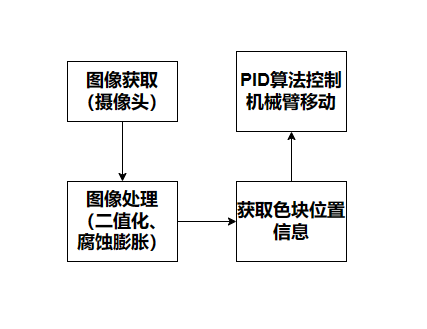 图像获取
（摄像头）
图像处理
（二值化、
腐蚀膨胀）
获取色块位置
信息
PID算法控制
机械臂移动